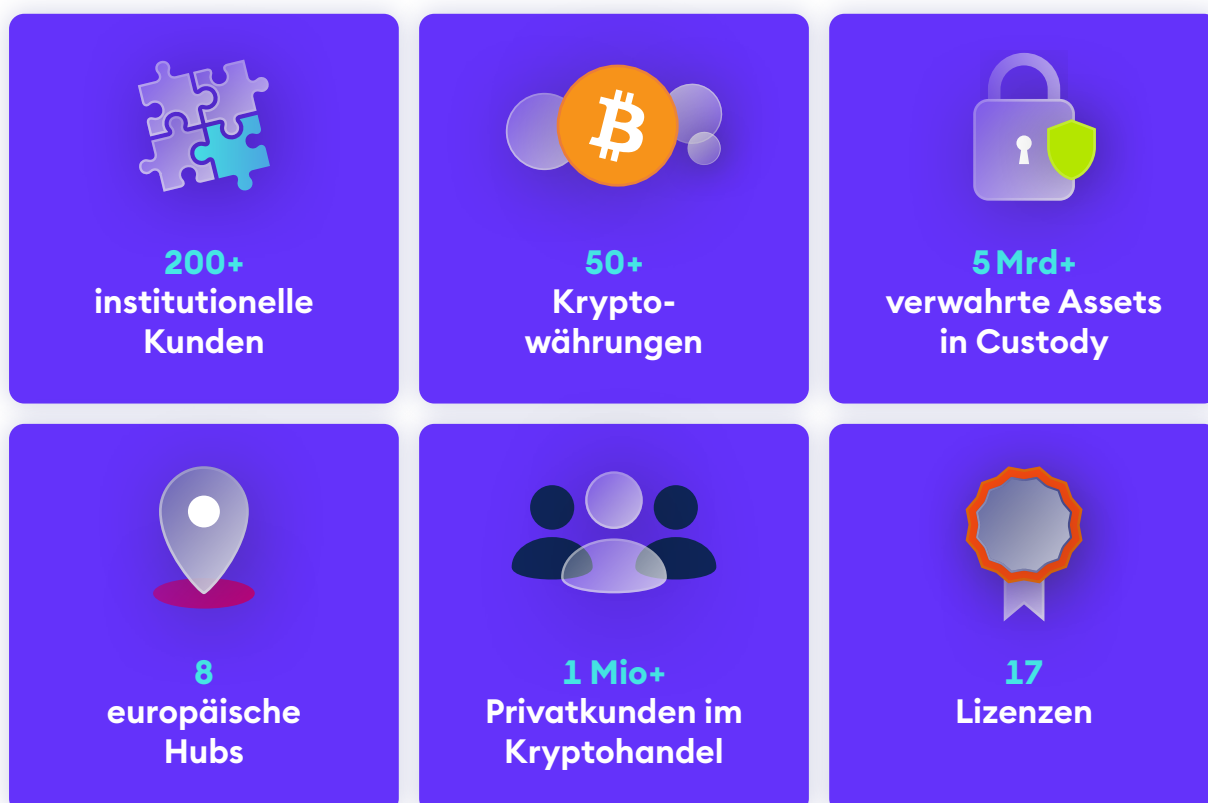 200+
institutionelle
Kunden
50+
Krypto-
währungen
5 Mrd+
verwahrte Assets
in Custody
8
europäische
Hubs
1 Mio+
Privatkunden im
Kryptohandel
17
Lizenzen